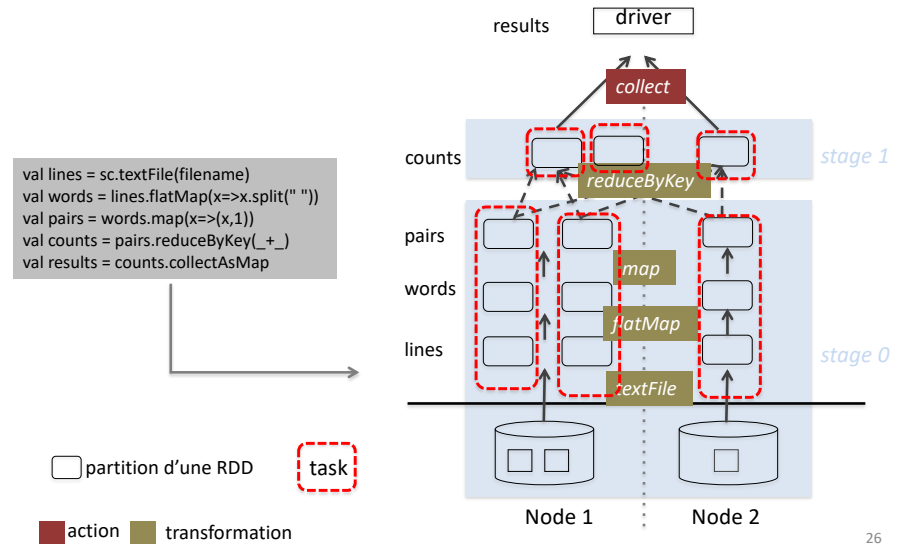 results
driver
collect
counts
stage 1
reduceByKey
val lines = sc.textFile(filename)
val words = lines.flatMap(x=>x.split(" "))
val pairs = words.map(x=>(x,1))
val counts = pairs.reduceByKey(_+_)
val results = counts.collectAsMap
pairs
map
words
flatMap
lines
stage 0
textFile
partition d'une RDD
task
Node 1
Node 2
action
transformation
26